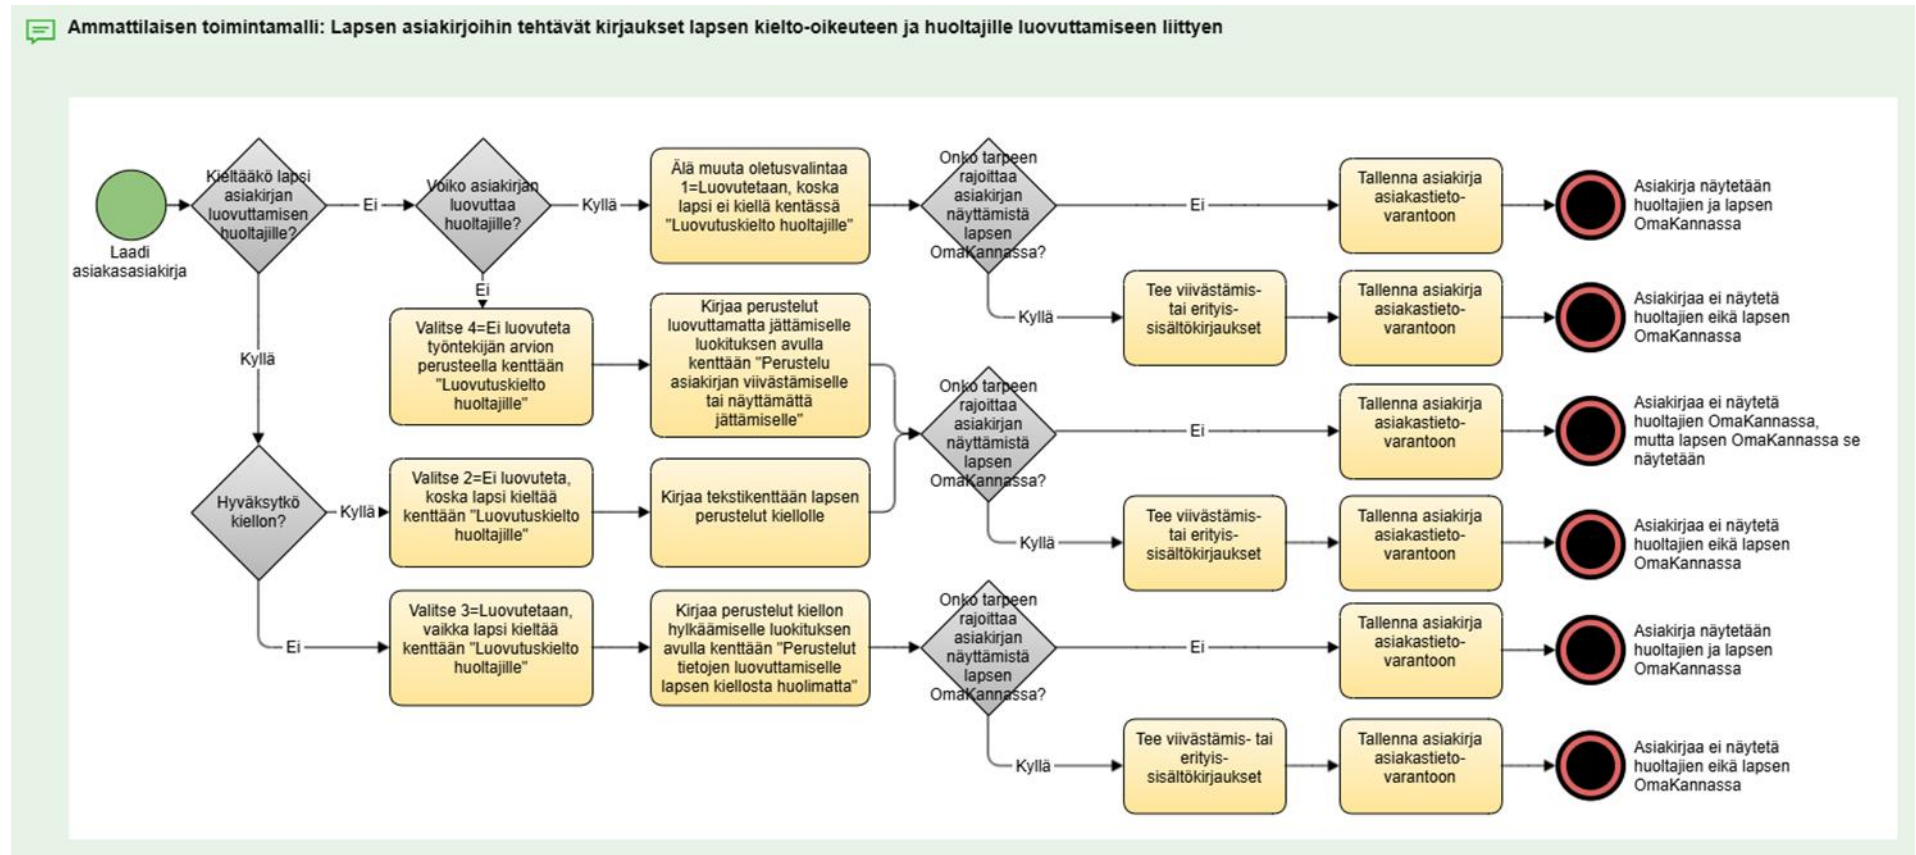 Ammattilaisen toimintamalli: Lapsen asiakirjoihin tehtävät kirjaukset lapsen kielto-oikeuteen ja huoltajille luovuttamiseen liittyen
Laadi
asiakasasiakirja
Kieltääkö lapsi
asiakirjan
luovuttamisen
huoltajille?
Ei
Voiko asiakirjan
luovuttaa
huoltajille?
Kyllä
Älä muuta oletusvalintaa
1=Luovutetaan, koska
lapsi ei kiellä kentässä
"Luovutuskielto huoltajille"
Onko tarpeen
rajoittaa
asiakirjan
näyttämistä
lapsen
OmaKannassa?
Ei
Tallenna asiakirja
asiakastieto-
varantoon
Asiakirja näytetään
huoltajien ja lapsen
OmaKannassa
Kyllä
Tee viivästämis-
tai erityis-
sisältökirjaukset
Tallenna asiakirja
asiakastieto-
varantoon
Asiakirjaa ei näytetä
huoltajien eikä lapsen
OmaKannassa
Ei
Valitse 4=Ei luovuteta
työntekijän arvion
perusteella kenttään
"Luovutuskielto
huoltajille"
Kirjaa perustelut
luovuttamatta jättämiselle
luokituksen avulla
kenttään "Perustelu
asiakirjan viivästämiselle
tai näyttämättä
jättämiselle"
Onko tarpeen
rajoittaa
asiakirjan
näyttämistä
lapsen
OmaKannassa?
Ei
Tallenna asiakirja
asiakastieto-
varantoon
Asiakirjaa ei näytetä
huoltajien OmaKannassa,
mutta lapsen OmaKannassa se
näytetään
Kyllä
Hyväksytkö
kiellon?
Kyllä
Valitse 2=Ei luovuteta,
koska lapsi kieltää
kenttään "Luovutuskielto
huoltajille"
Kirjaa tekstikenttään lapsen
perustelut kiellolle
Kyllä
Tee viivästämis-
tai erityis-
sisältökirjaukset
Tallenna asiakirja
asiakastieto-
varantoon
Asiakirjaa ei näytetä
huoltajien eikä lapsen
OmaKannassa
Ei
Valitse 3=Luovutetaan,
vaikka lapsi kieltää
kenttään "Luovutuskielto
huoltajille"
Kirjaa perustelut kiellon
hylkäämiselle luokituksen
avulla kenttään "Perustelut
tietojen luovuttamiselle
lapsen kiellosta huolimatta"
Onko tarpeen
rajoittaa
asiakirjan
näyttämistä
lapsen
OmaKannassa?
Ei
Tallenna asiakirja
asiakastieto-
varantoon
Asiakirja näytetään
huoltajien ja lapsen
OmaKannassa
Kyllä
Tee viivästämis- tai
erityis-
sisältökirjaukset
Tallenna asiakirja
asiakastieto-
varantoon
Asiakirjaa ei näytetä
huoltajien eikä lapsen
OmaKannassa